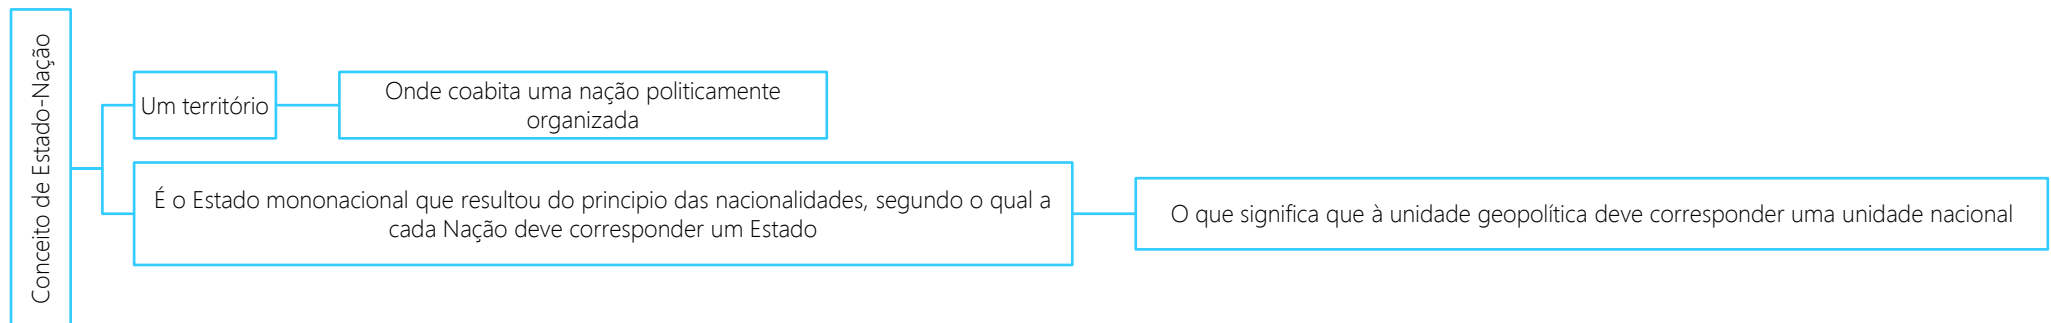 Conceito de Estado-Nação
Um território
Onde coabita uma nação politicamente
organizada
É o Estado mononacional que resultou do principio das nacionalidades, segundo o qual a
cada Nação deve corresponder um Estado
O que significa que à unidade geopolítica deve corresponder uma unidade nacional